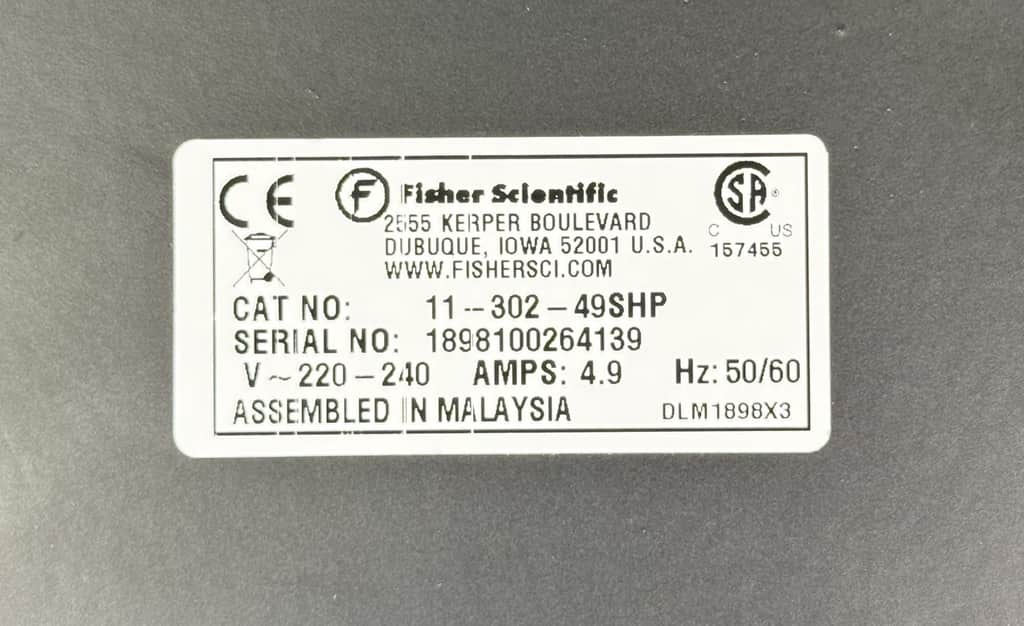 CE F Fisher Scientific SA
2555 KERPER BOULEVARD
DUBUQUE, IOWA 52001 U.S.A.
C US
157455
WWW.FISHERSCI.COM
CAT NO: 11-302-49SHP
SERIAL NO: 1898100264139
V ~ 220-240 AMPS: 4.9 Hz: 50/60
ASSEMBLED IN MALAYSIA DLM1898X3